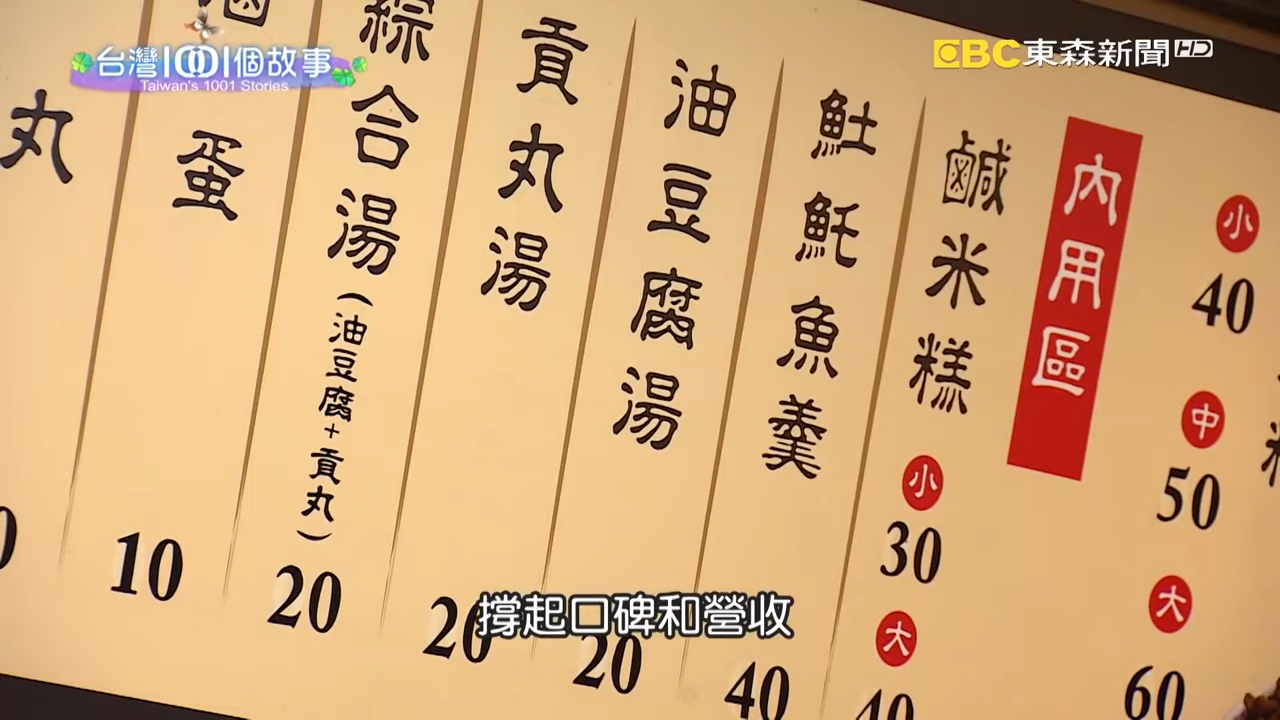 台灣1001個故事
Taiwan's 1001 Stories
EBC東森新聞HD
小
40
中
50
大
60
內用區
鹹米糕
小
30
大
40
魠魚羹
40
油豆腐湯
20
貢丸湯
20
綜合湯(油豆腐+貢丸)
20
滷蛋
10
丸
0
撐起口碑和營收